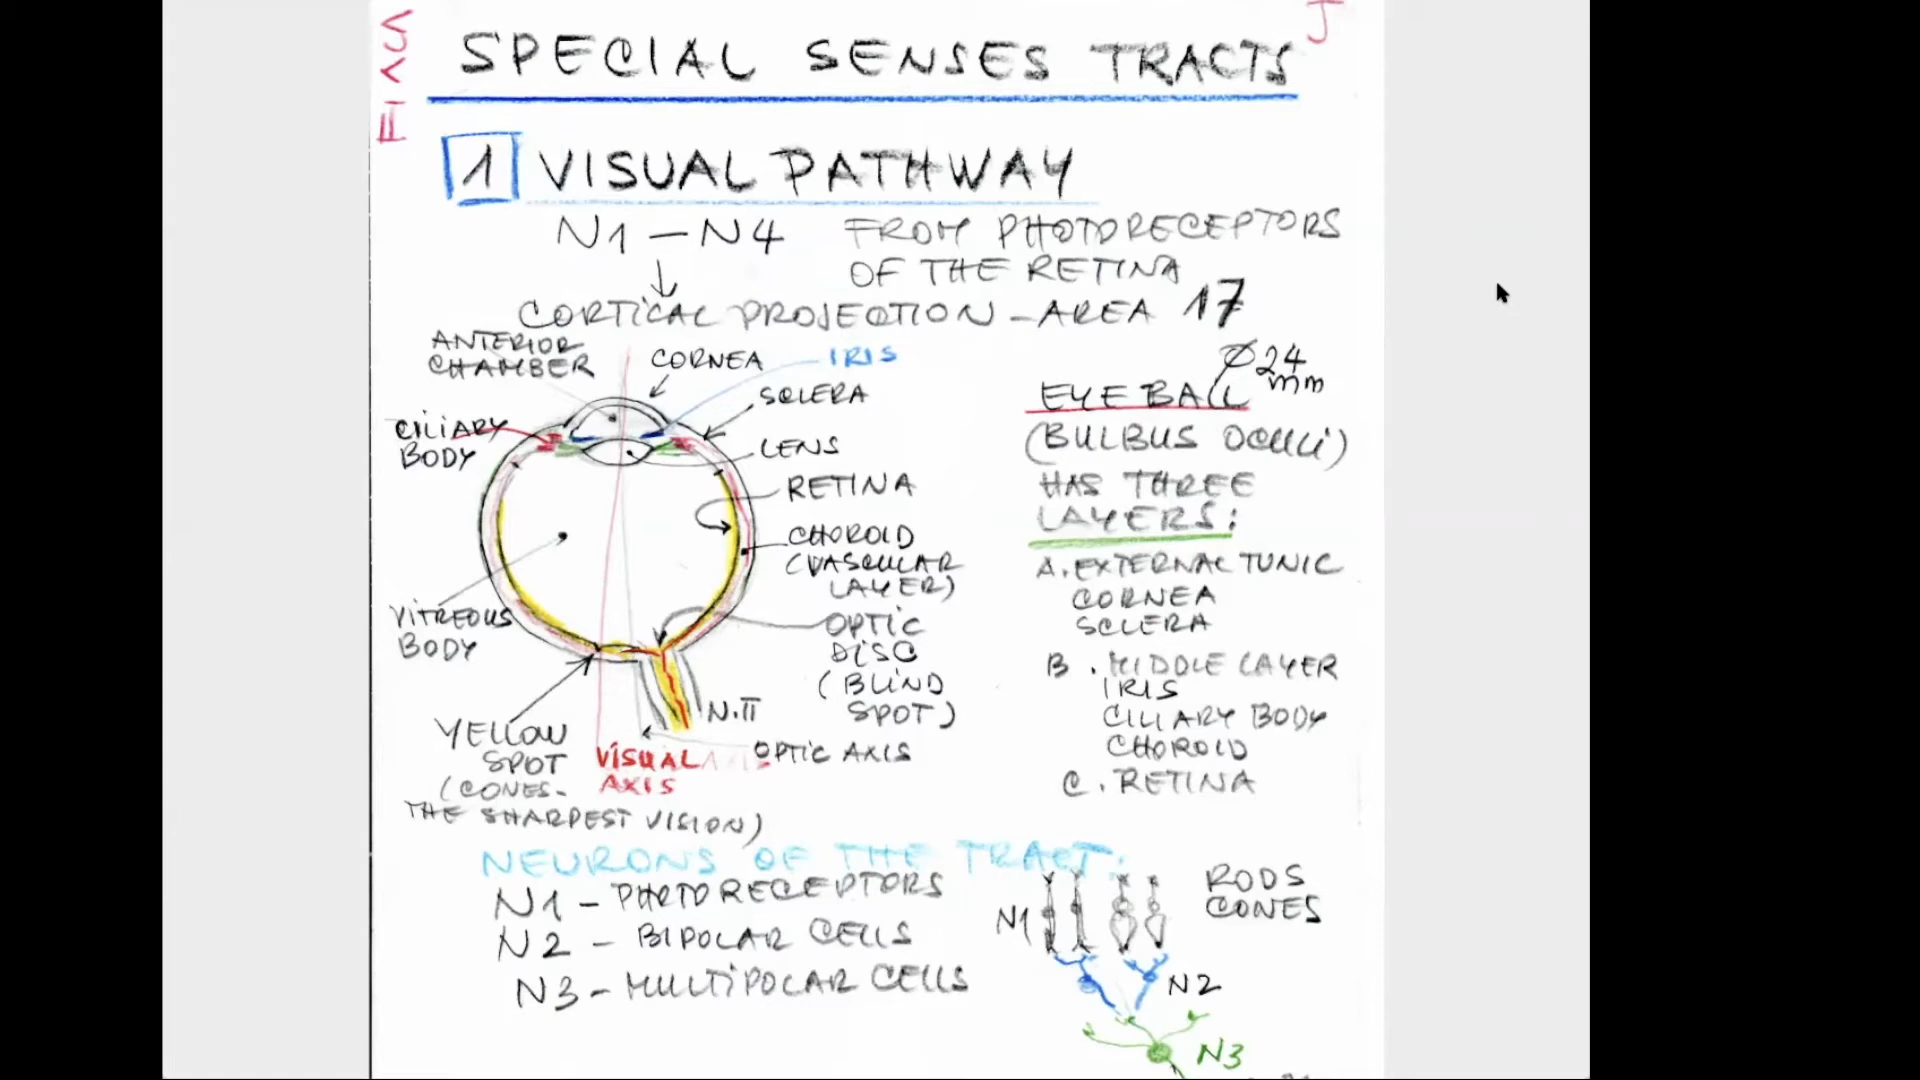 SPECIAL SENSES TRACTS
1 VISUAL PATHWAY
N1 – N4 FROM PHOTORECEPTORS
OF THE RETINA
CORTICAL PROJECTION – AREA 17
ANTERIOR
CHAMBER
CORNEA
IRIS
SCLERA
CILIARY
BODY
LENS
RETINA
CHOROID
(VASCULAR
LAYER)
VITREOUS
BODY
OPTIC
DISC
(BLIND
SPOT)
N.II
YELLOW
SPOT
(CONES-
THE SHARPEST VISION)
VISUAL
AXIS
OPTIC AXIS
Ø 24
mm
EYE BALL
(BULBUS OCULI)
HAS THREE
LAYERS:
A. EXTERNAL TUNIC
CORNEA
SCLERA
B. MIDDLE LAYER
IRIS
CILIARY BODY
CHOROID
C. RETINA
NEURONS OF THE TRACT:
N1 – PHOTORECEPTORS
N2 – BIPOLAR CELLS
N3 – MULTIPOLAR CELLS
N1
RODS
CONES
N2
N3